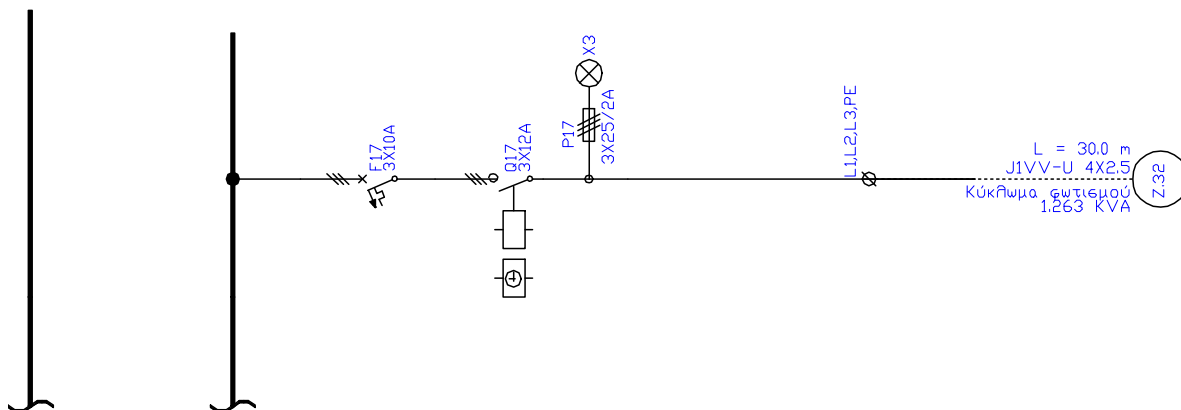 F17
3X10A
Q17
3X12A
P17
3X25/2A
X3
L1,L2,L3,PE
L = 30.0 m
J1VV-U 4X2.5
Κύκλωμα φωτισμού
1.263 KVA
Z.32